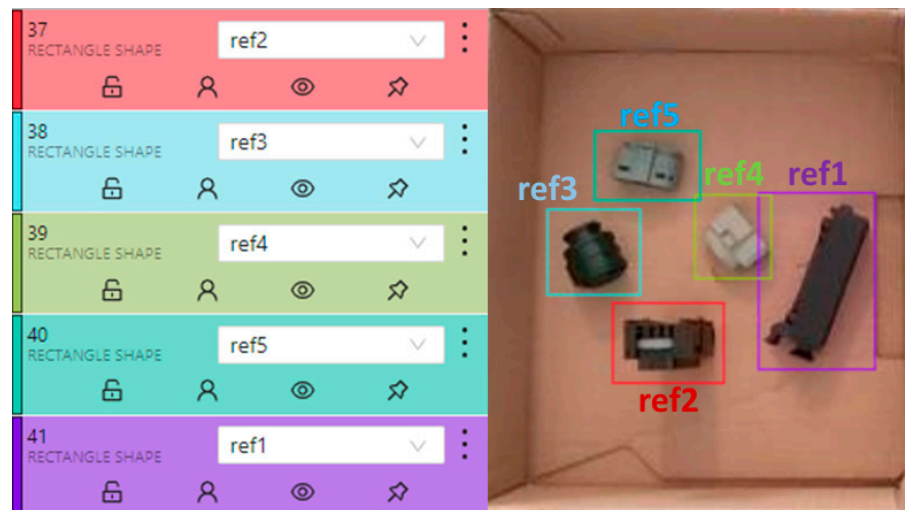 37
RECTANGLE SHAPE
ref2
38
RECTANGLE SHAPE
ref3
39
RECTANGLE SHAPE
ref4
40
RECTANGLE SHAPE
ref5
41
RECTANGLE SHAPE
ref1
ref5
ref3
ref4
ref1
ref2